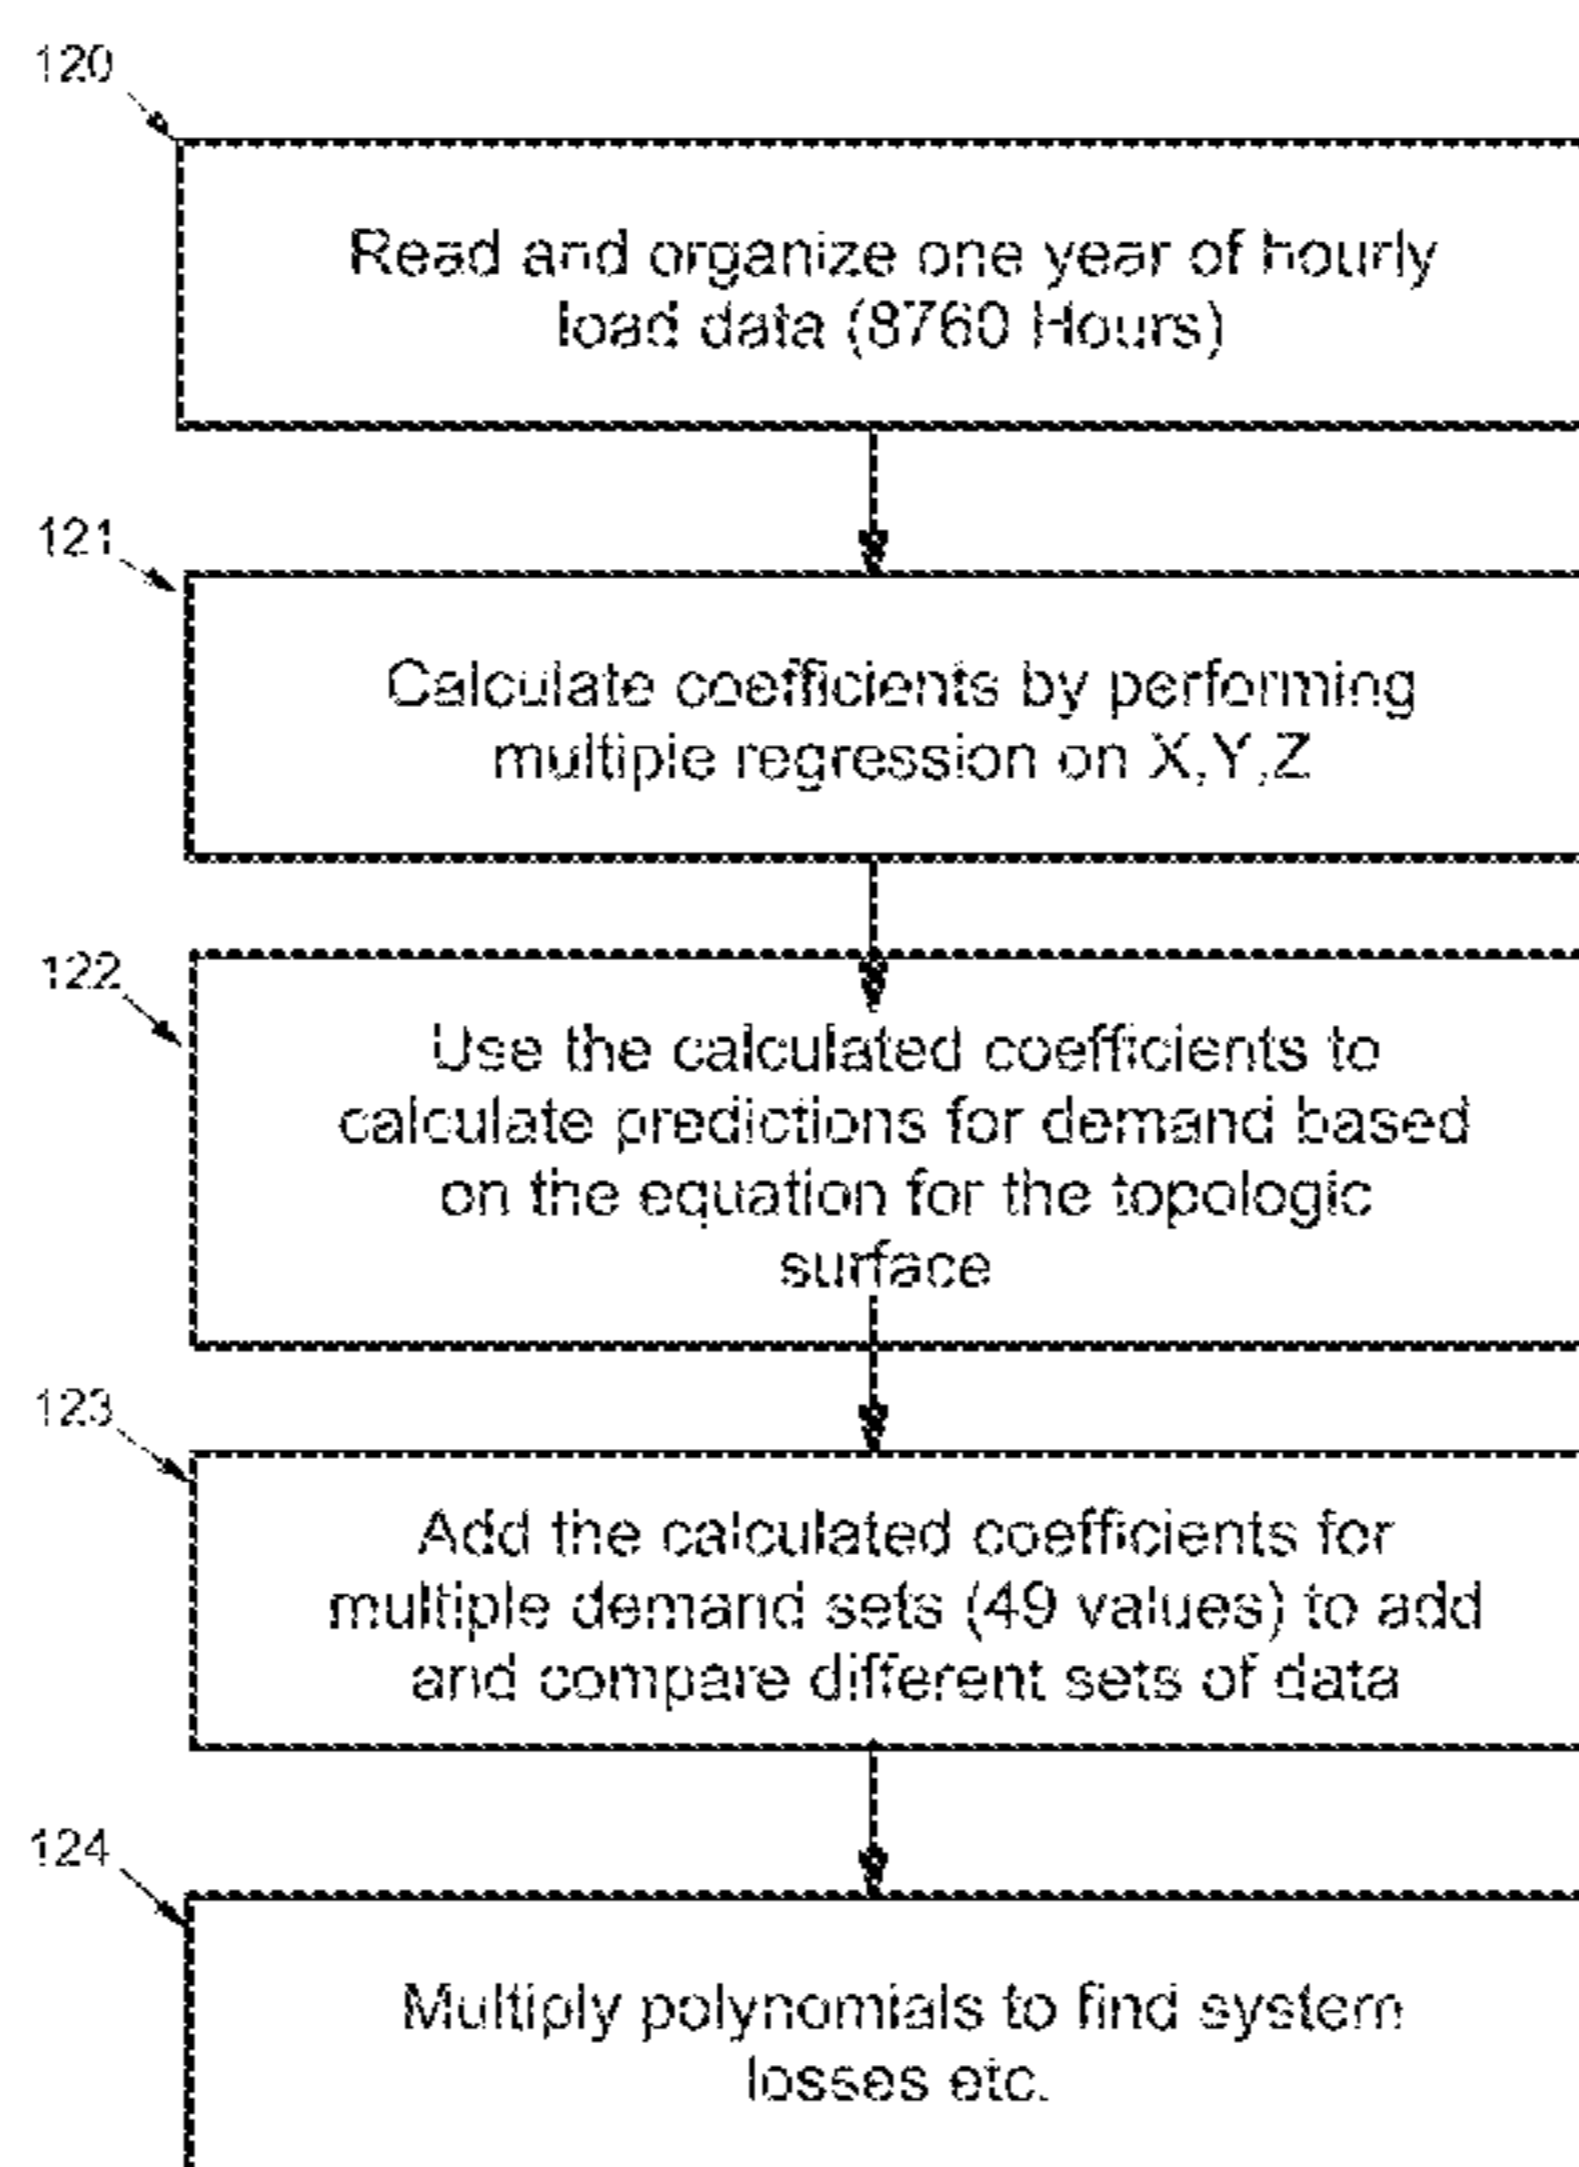 120
Read and organize one year of hourly
load data (8760 Hours)
121
Calculate coefficients by performing
multiple regression on X,Y,Z
122
Use the calculated coefficients to
calculate predictions for demand based
on the equation for the topologic
surface
123
Add the calculated coefficients for
multiple demand sets (49 values) to add
and compare different sets of data
124
Multiply polynomials to find system
losses etc.